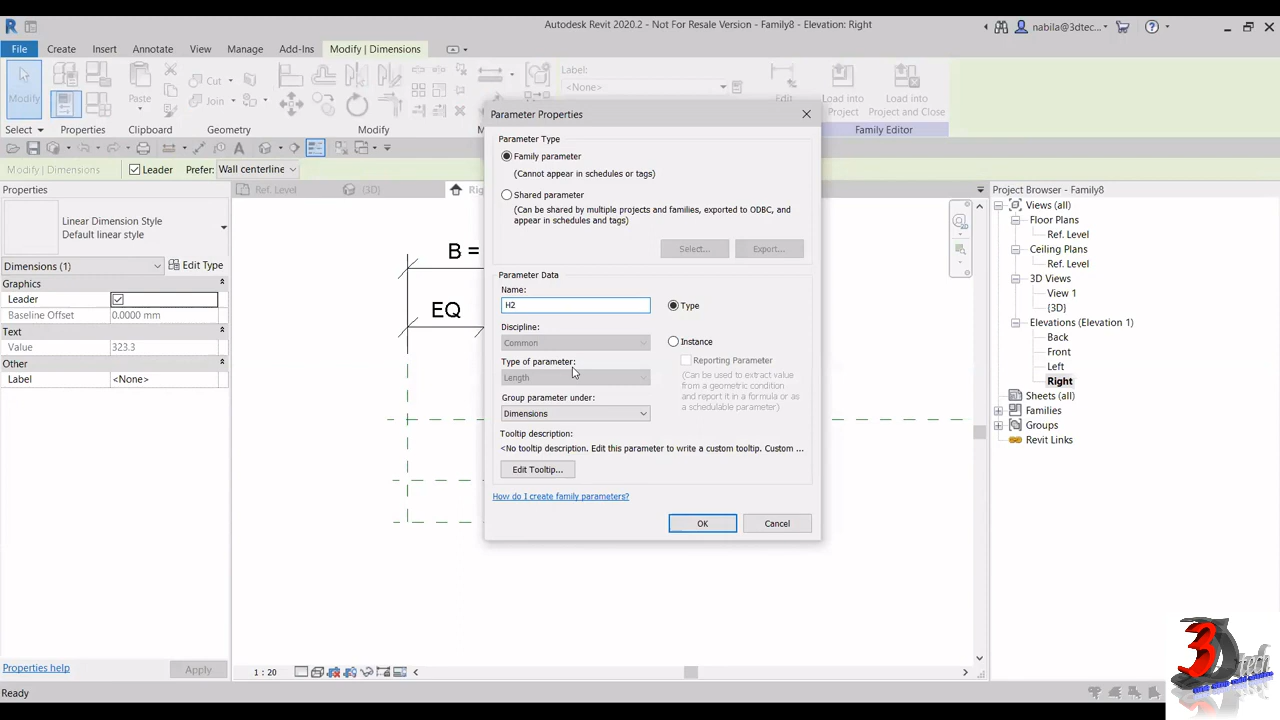 Autodesk Revit 2020.2 - Not For Resale Version - Family8 - Elevation: Right
nabila@3dtec...
File Create Insert Annotate View Manage Add-Ins Modify | Dimensions
Modify
Paste
Cut
Join
Label:
<None>
Edit
Load into Project
Load into Project and Close
Select Properties Clipboard Geometry Modify Family Editor
Modify | Dimensions
Leader
Prefer: Wall centerline
Properties
Ref. Level
{3D}
Linear Dimension Style
Default linear style
Dimensions (1)
Edit Type
Graphics
Leader
Baseline Offset 0.0000 mm
Text
Value 323.3
Other
Label <None>
Properties help
Apply
Ready
B =
EQ
1 : 20
Parameter Properties
Parameter Type
Family parameter
(Cannot appear in schedules or tags)
Shared parameter
(Can be shared by multiple projects and families, exported to ODBC, and
appear in schedules and tags)
Select... Export...
Parameter Data
Name:
H2
Type
Discipline:
Common
Instance
Type of parameter:
Length
Reporting Parameter
(Can be used to extract value
from a geometric condition
and report it in a formula or as
a schedulable parameter)
Group parameter under:
Dimensions
Tooltip description:
<No tooltip description. Edit this parameter to write a custom tooltip. Custom ...
Edit Tooltip...
How do I create family parameters?
OK Cancel
Project Browser - Family8
Views (all)
Floor Plans
Ref. Level
Ceiling Plans
Ref. Level
3D Views
View 1
{3D}
Elevations (Elevation 1)
Back
Front
Left
Right
Sheets (all)
Families
Groups
Revit Links
3D tech